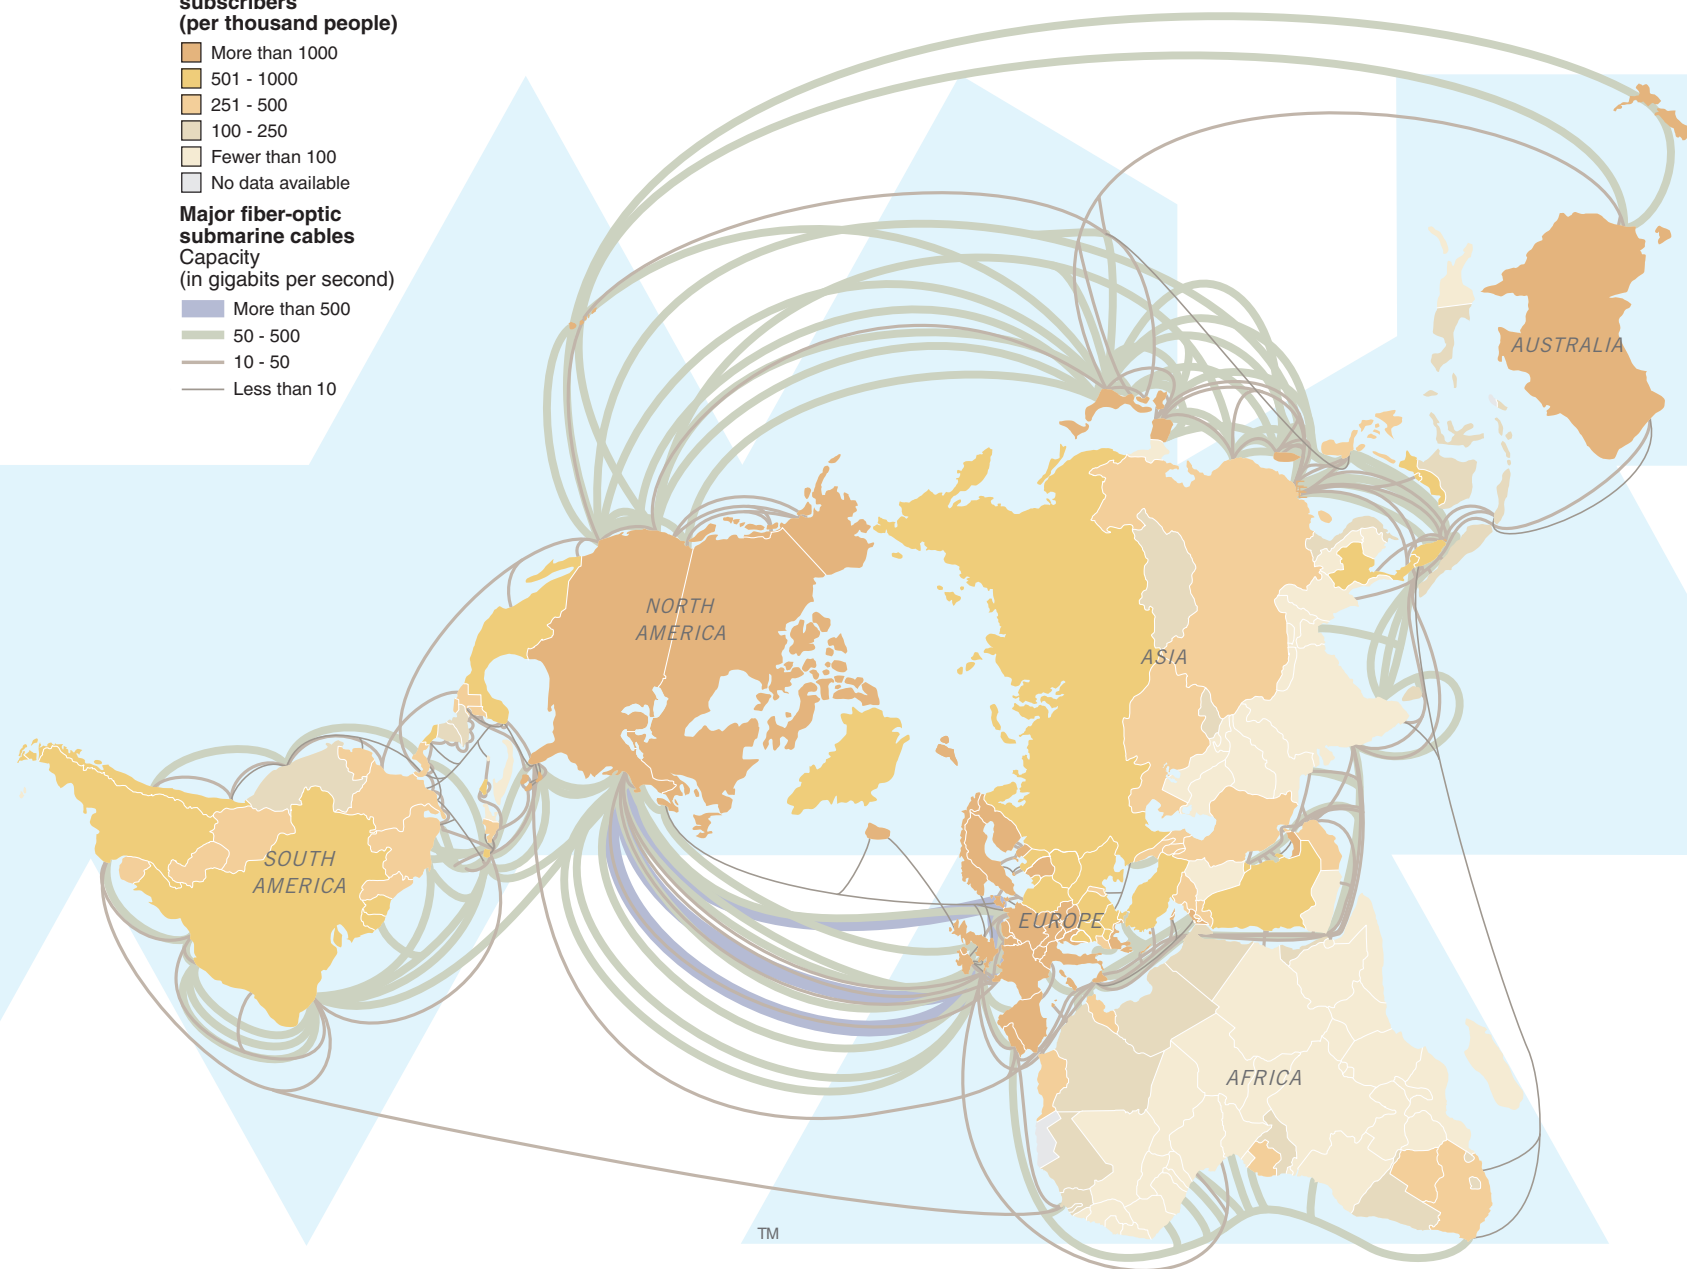 subscribers
(per thousand people)
More than 1000
501 - 1000
251 - 500
100 - 250
Fewer than 100
No data available
Major fiber-optic
submarine cables
Capacity
(in gigabits per second)
More than 500
50 - 500
10 - 50
Less than 10
AUSTRALIA
NORTH
AMERICA
ASIA
SOUTH
AMERICA
EUROPE
AFRICA
TM